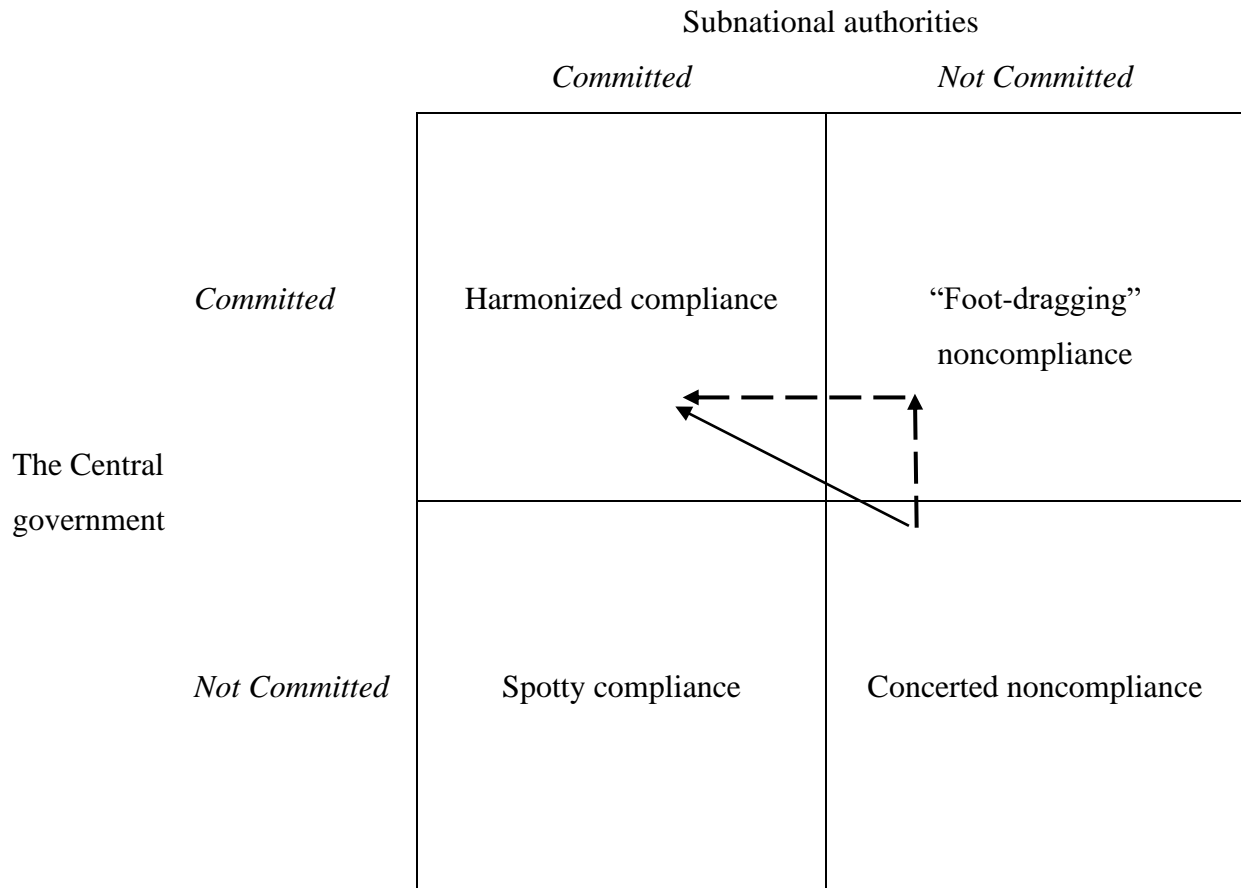 Subnational authorities
Committed
Not Committed
Committed
Harmonized compliance
“Foot-dragging”
noncompliance
The Central
government
Not Committed
Spotty compliance
Concerted noncompliance